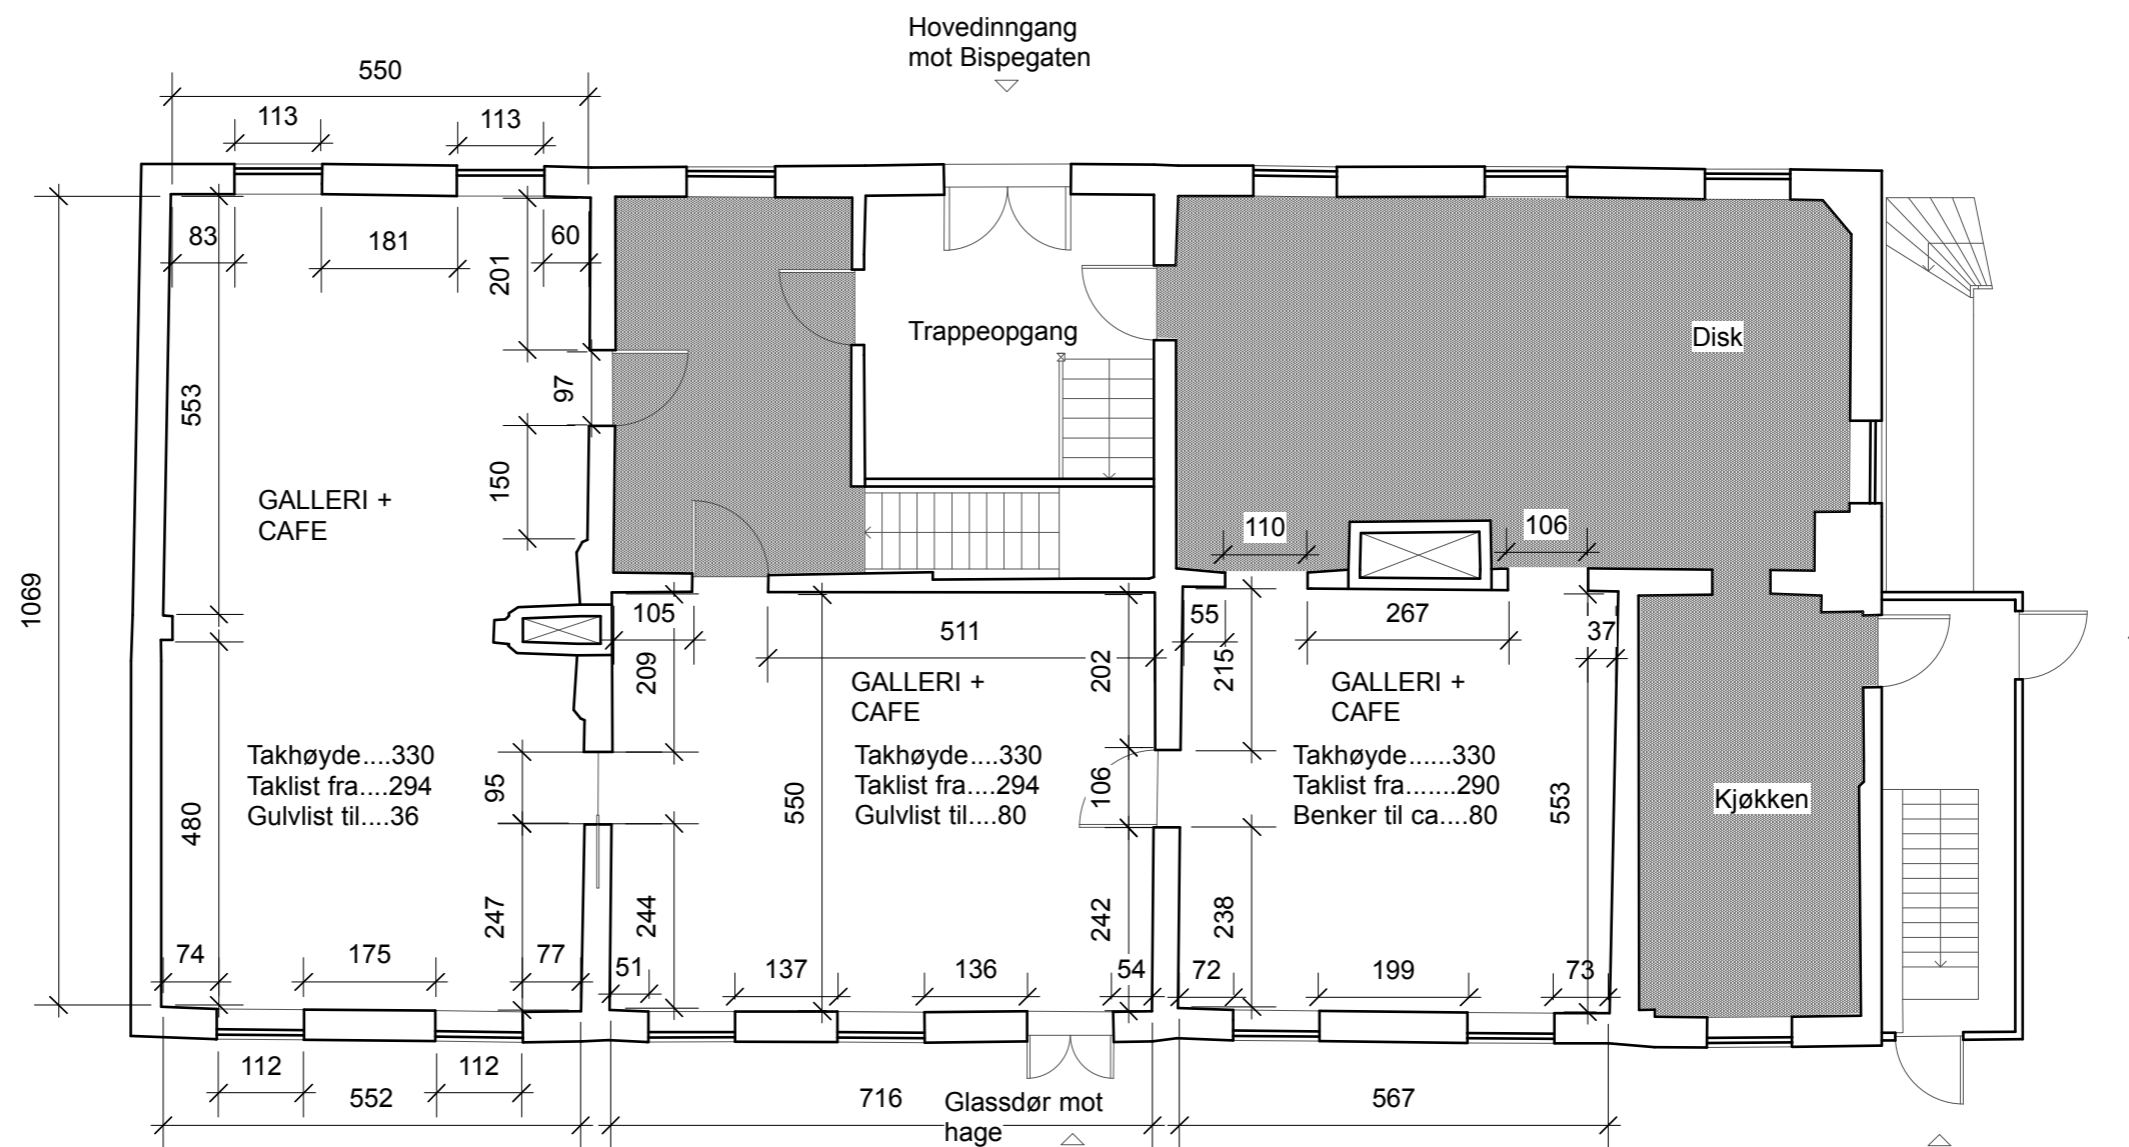 Hovedinngang
mot Bispegaten
550
113
113
83
181
60
201
Trappeopgang
Disk
97
553
150
GALLERI +
CAFE
110
106
1069
105
511
55
267
37
209
202
215
GALLERI +
CAFE
GALLERI +
CAFE
Takhøyde....330
Taklist fra....294
Gulvlist til....36
Takhøyde....330
Taklist fra....294
Gulvlist til....80
Takhøyde......330
Taklist fra.......290
Benker til ca....80
Kjøkken
95
550
106
553
480
247
244
242
238
74
175
77
51
137
136
54
72
199
73
112
112
552
716
Glassdør mot
hage
567